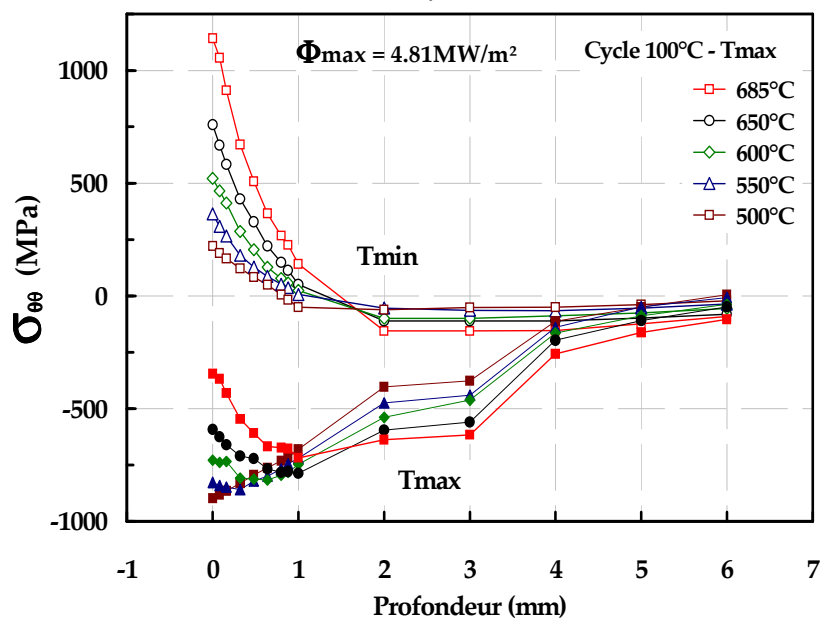 Φmax = 4.81MW/m²
Cycle 100°C - Tmax
685°C
650°C
600°C
550°C
500°C
Tmin
Tmax
σθθ (MPa)
1000
500
0
-500
-1000
-1 0 1 2 3 4 5 6 7
Profondeur (mm)